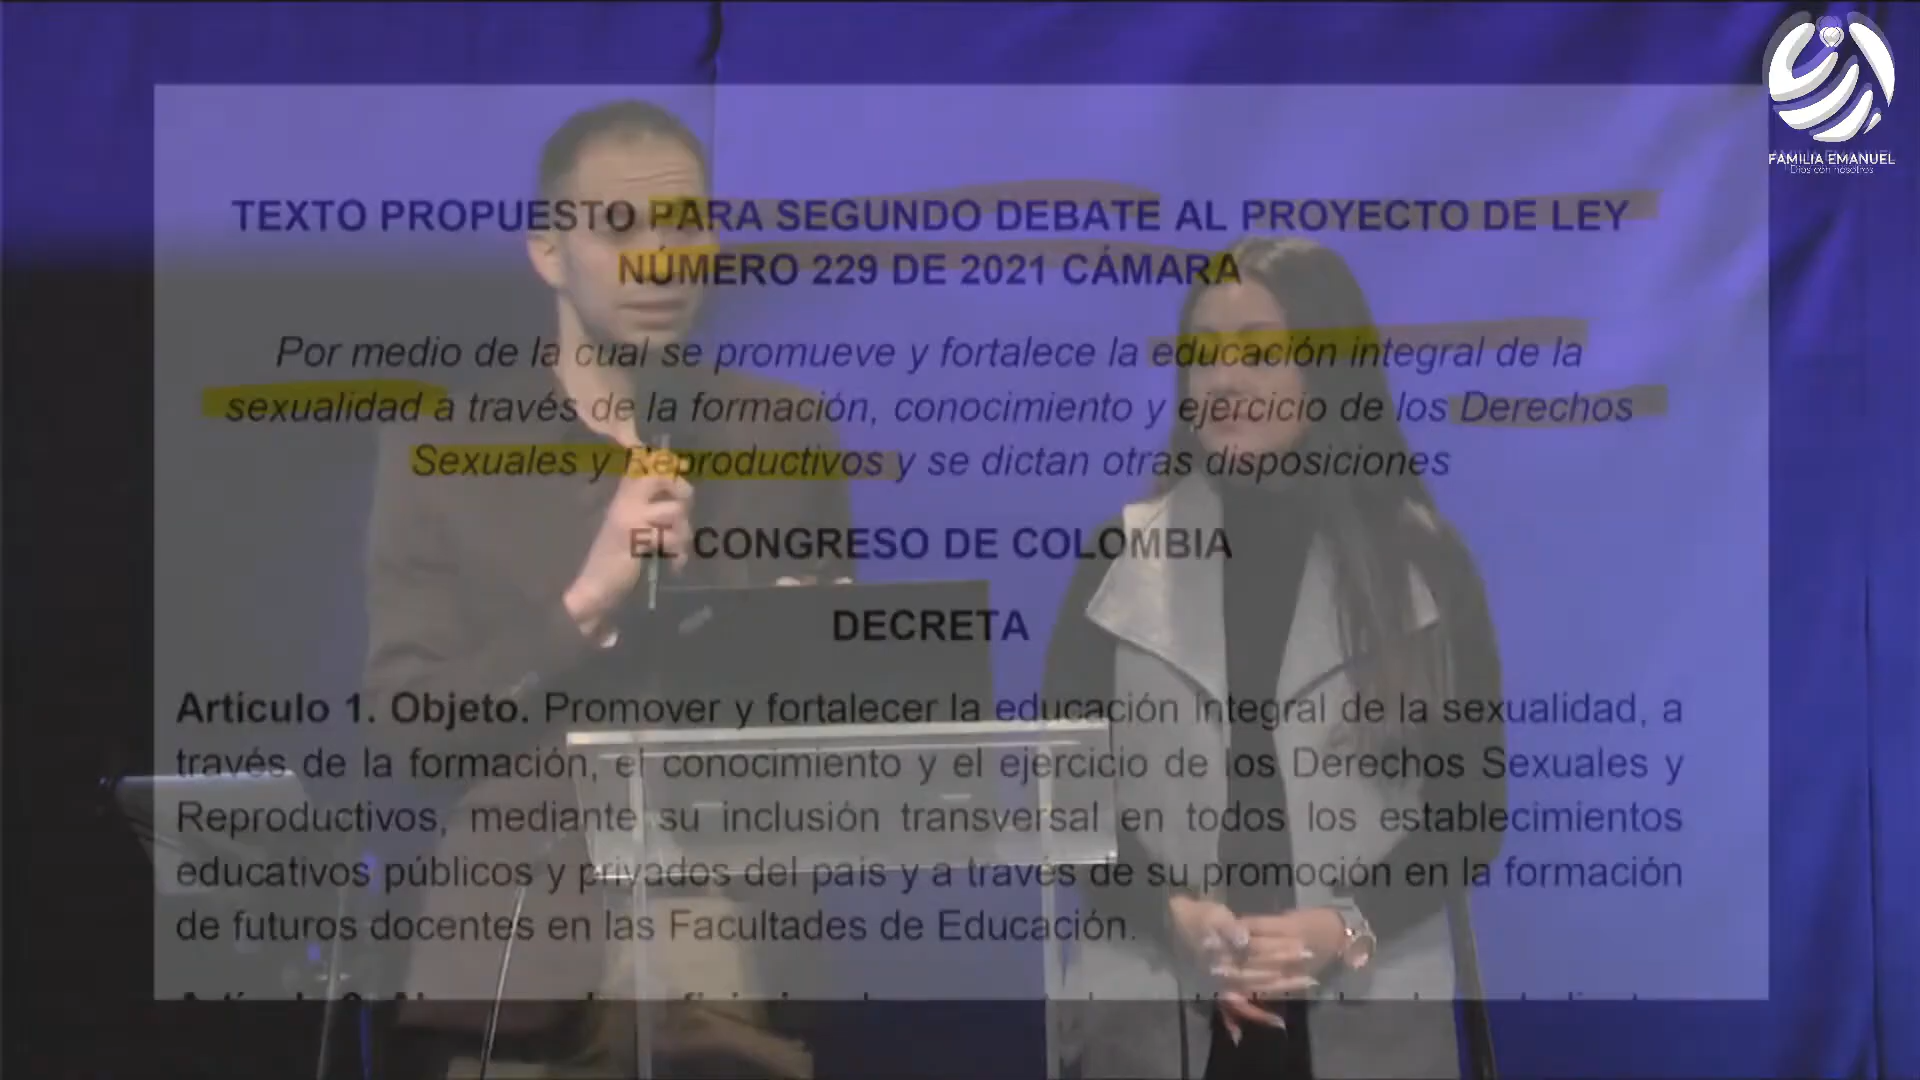 FAMILIA EMANUEL
Dios con nosotros
TEXTO PROPUESTO PARA SEGUNDO DEBATE AL PROYECTO DE LEY
NÚMERO 229 DE 2021 CÁMARA
Por medio de la cual se promueve y fortalece la educación integral de la
sexualidad a través de la formación, conocimiento y ejercicio de los Derechos
Sexuales y Reproductivos y se dictan otras disposiciones
EL CONGRESO DE COLOMBIA
DECRETA
Artículo 1. Objeto. Promover y fortalecer la educación integral de la sexualidad, a
través de la formación, el conocimiento y el ejercicio de los Derechos Sexuales y
Reproductivos, mediante su inclusión transversal en todos los establecimientos
educativos públicos y privados del país y a través de su promoción en la formación
de futuros docentes en las Facultades de Educación.